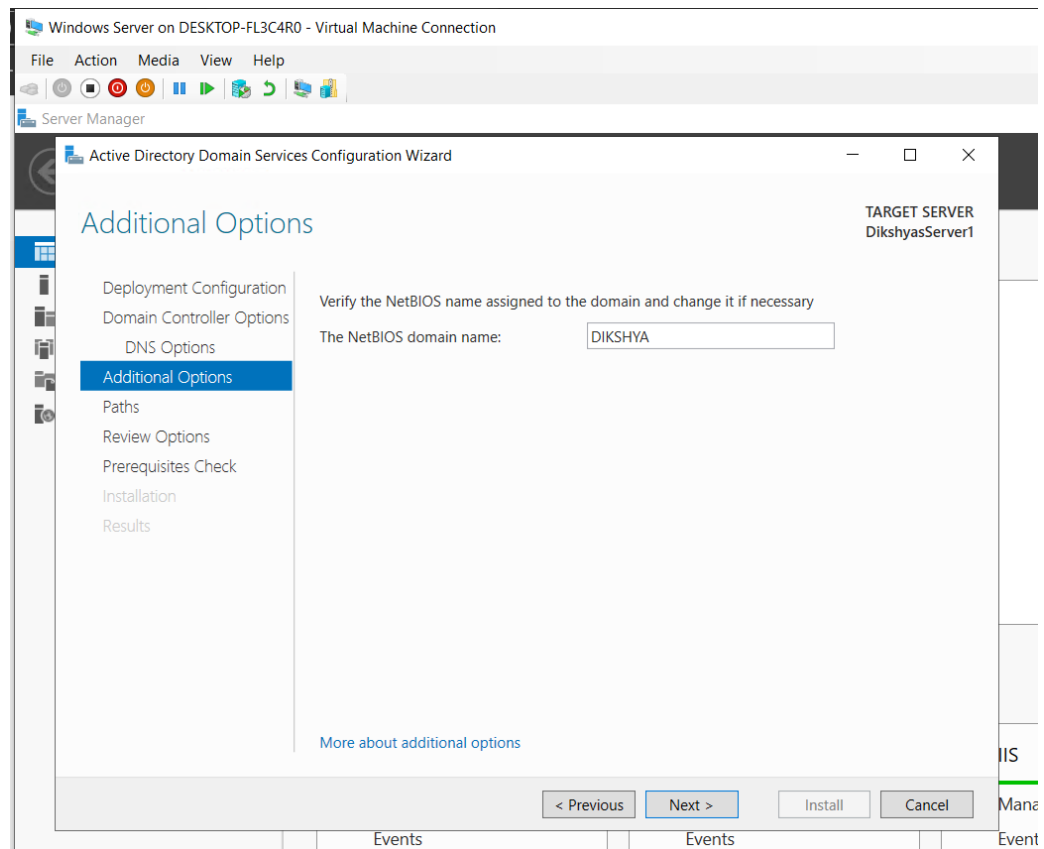 Windows Server on DESKTOP-FL3C4R0 - Virtual Machine Connection
File Action Media View Help
Server Manager
Active Directory Domain Services Configuration Wizard
Additional Options
TARGET SERVER
DikshyasServer1
Deployment Configuration
Domain Controller Options
DNS Options
Additional Options
Paths
Review Options
Prerequisites Check
Installation
Results
Verify the NetBIOS name assigned to the domain and change it if necessary
The NetBIOS domain name: DIKSHYA
More about additional options
< Previous Next > Install Cancel
IIS
Events Events